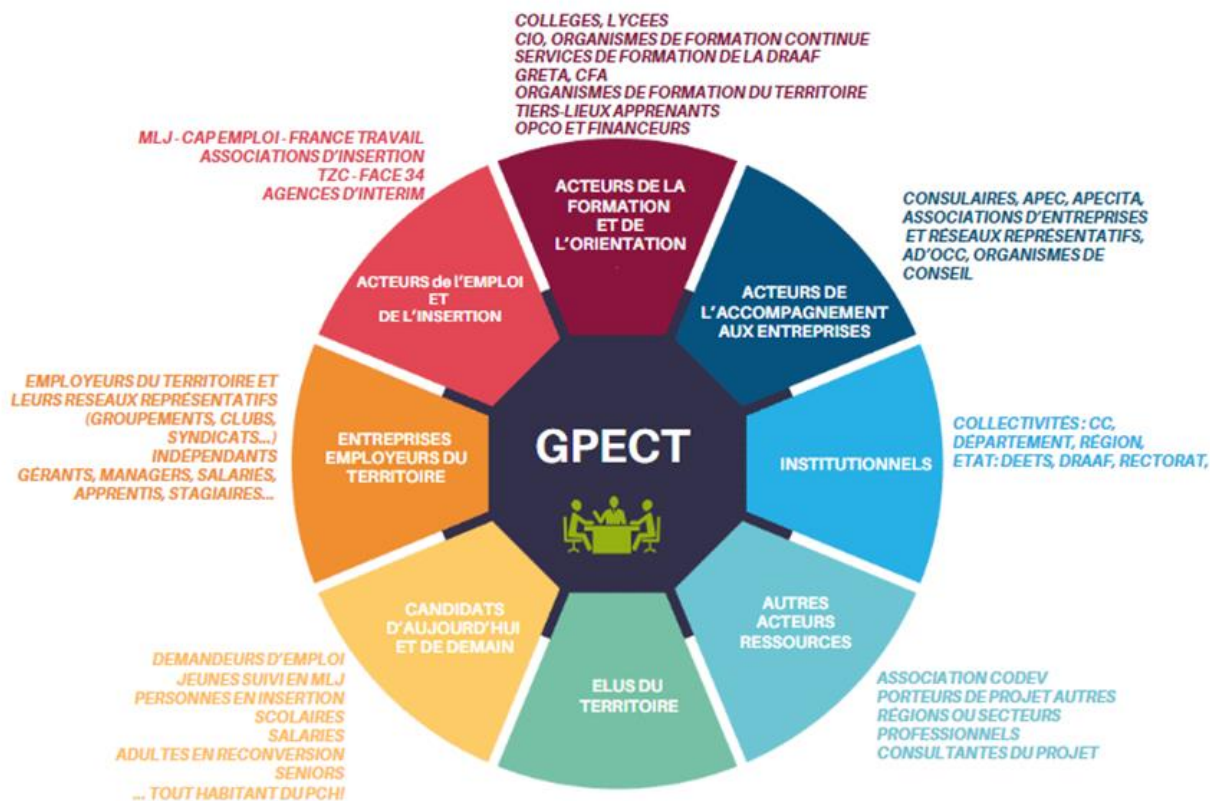 COLLEGES, LYCEES
CIO, ORGANISMES DE FORMATION CONTINUE
SERVICES DE FORMATION DE LA DRAAF
GRETA, CFA
ORGANISMES DE FORMATION DU TERRITOIRE
TIERS-LIEUX APPRENANTS
OPCO ET FINANCEURS
MLJ - CAP EMPLOI - FRANCE TRAVAIL
ASSOCIATIONS D'INSERTION
TZC - FACE 34
AGENCES D'INTERIM
ACTEURS DE LA
FORMATION
ET DE
L'ORIENTATION
CONSULAIRES, APEC, APECITA,
ASSOCIATIONS D'ENTREPRISES
ET RÉSEAUX REPRÉSENTATIFS,
AD'OCC, ORGANISMES DE
CONSEIL
ACTEURS de l'EMPLOI
ET
DE L'INSERTION
ACTEURS DE
L'ACCOMPAGNEMENT
AUX ENTREPRISES
EMPLOYEURS DU TERRITOIRE ET
LEURS RESEAUX REPRÉSENTATIFS
(GROUPEMENTS, CLUBS,
SYNDICATS...)
INDÉPENDANTS
GÉRANTS, MANAGERS, SALARIÉS,
APPRENTIS, STAGIAIRES...
ENTREPRISES
EMPLOYEURS DU
TERRITOIRE
GPECT
INSTITUTIONNELS
COLLECTIVITÉS : CC,
DÉPARTEMENT, RÉGION,
ETAT: DEETS, DRAAF, RECTORAT,
CANDIDATS
D'AUJOURD'HUI
ET DE DEMAIN
AUTRES
ACTEURS
RESSOURCES
ELUS DU
TERRITOIRE
DEMANDEURS D'EMPLOI
JEUNES SUIVI EN MLJ
PERSONNES EN INSERTION
SCOLAIRES
SALARIES
ADULTES EN RECONVERSION
SENIORS
... TOUT HABITANT DU PCH!
ASSOCIATION CODEV
PORTEURS DE PROJET AUTRES
RÉGIONS OU SECTEURS
PROFESSIONNELS
CONSULTANTES DU PROJET